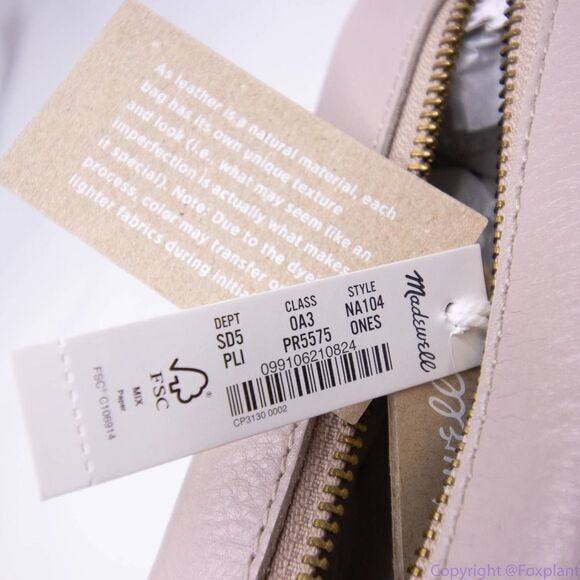 As leather is a natural material, each
bag has its own unique texture
and look (i.e., what may seem like an
imperfection is actually what makes
it special). Note: Due to the dye
process, color may transfer o
lighter fabrics during initia
Madewell
DEPT CLASS STYLE
SD5 0A3 NA104
PLI PR5575 ONES
099106210824
CP3130 0002
FSC
MIX
Paper
FSC® C106914
well
Copyright @Foxplant